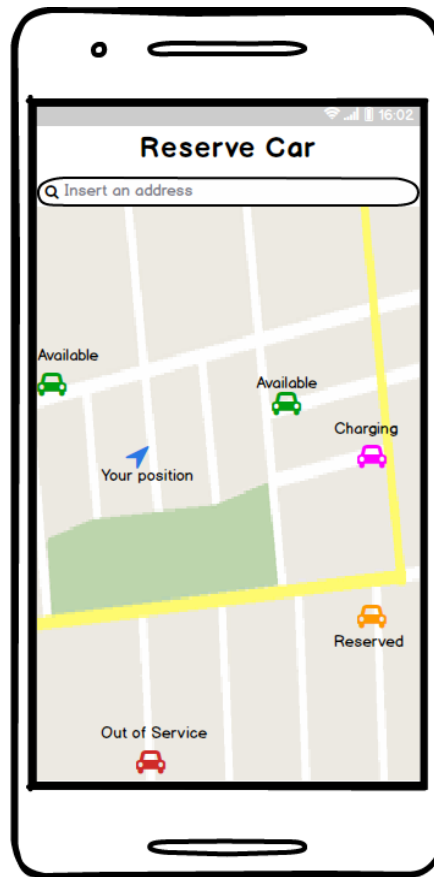 16:02
Reserve Car
Insert an address
Available
Available
Charging
Your position
Reserved
Out of Service